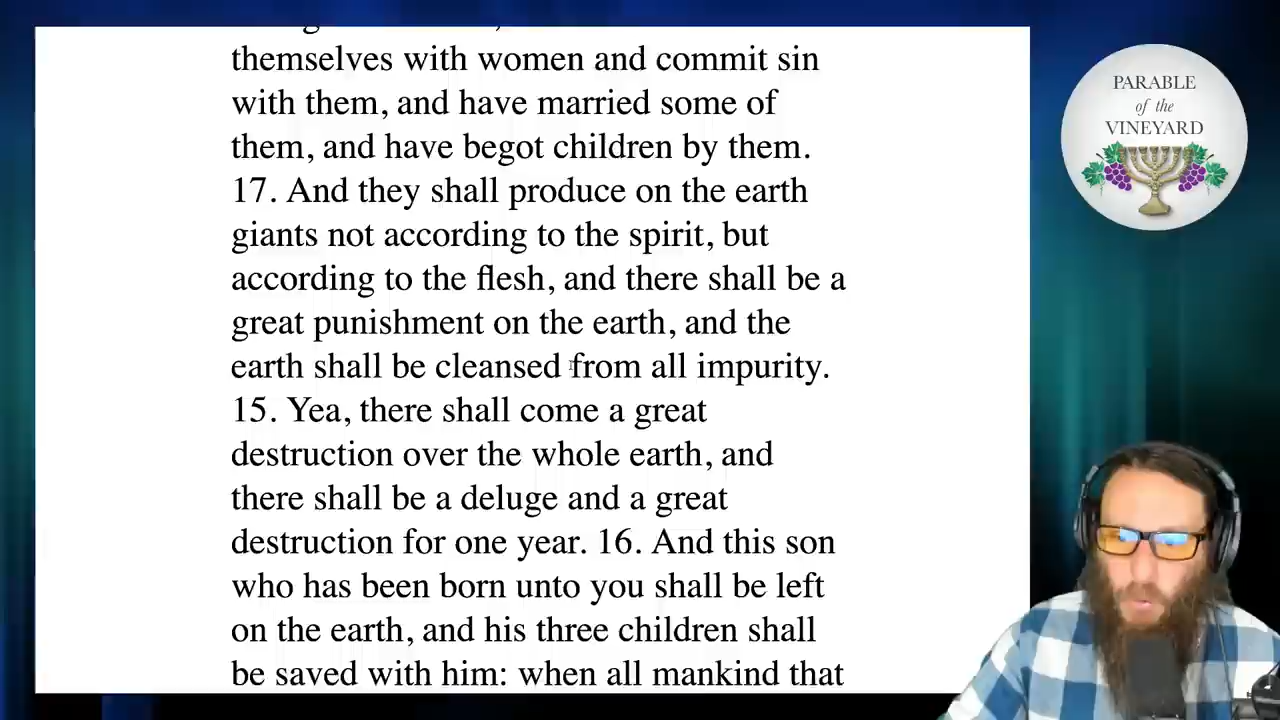 themselves with women and commit sin
with them, and have married some of
them, and have begot children by them.
17. And they shall produce on the earth
giants not according to the spirit, but
according to the flesh, and there shall be a
great punishment on the earth, and the
earth shall be cleansed from all impurity.
15. Yea, there shall come a great
destruction over the whole earth, and
there shall be a deluge and a great
destruction for one year. 16. And this son
who has been born unto you shall be left
on the earth, and his three children shall
be saved with him: when all mankind that
PARABLE
of the
VINEYARD